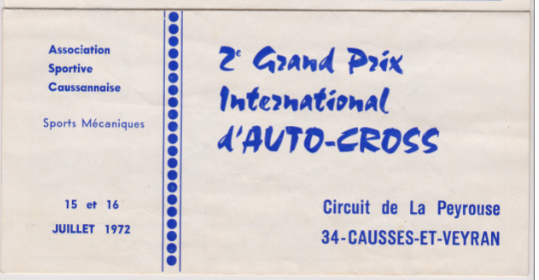 Association
Sportive
Caussannaise
Sports Mécaniques
15 et 16
JUILLET 1972
2e Grand Prix
International
d'AUTO-CROSS
Circuit de La Peyrouse
34-CAUSSES-ET-VEYRAN